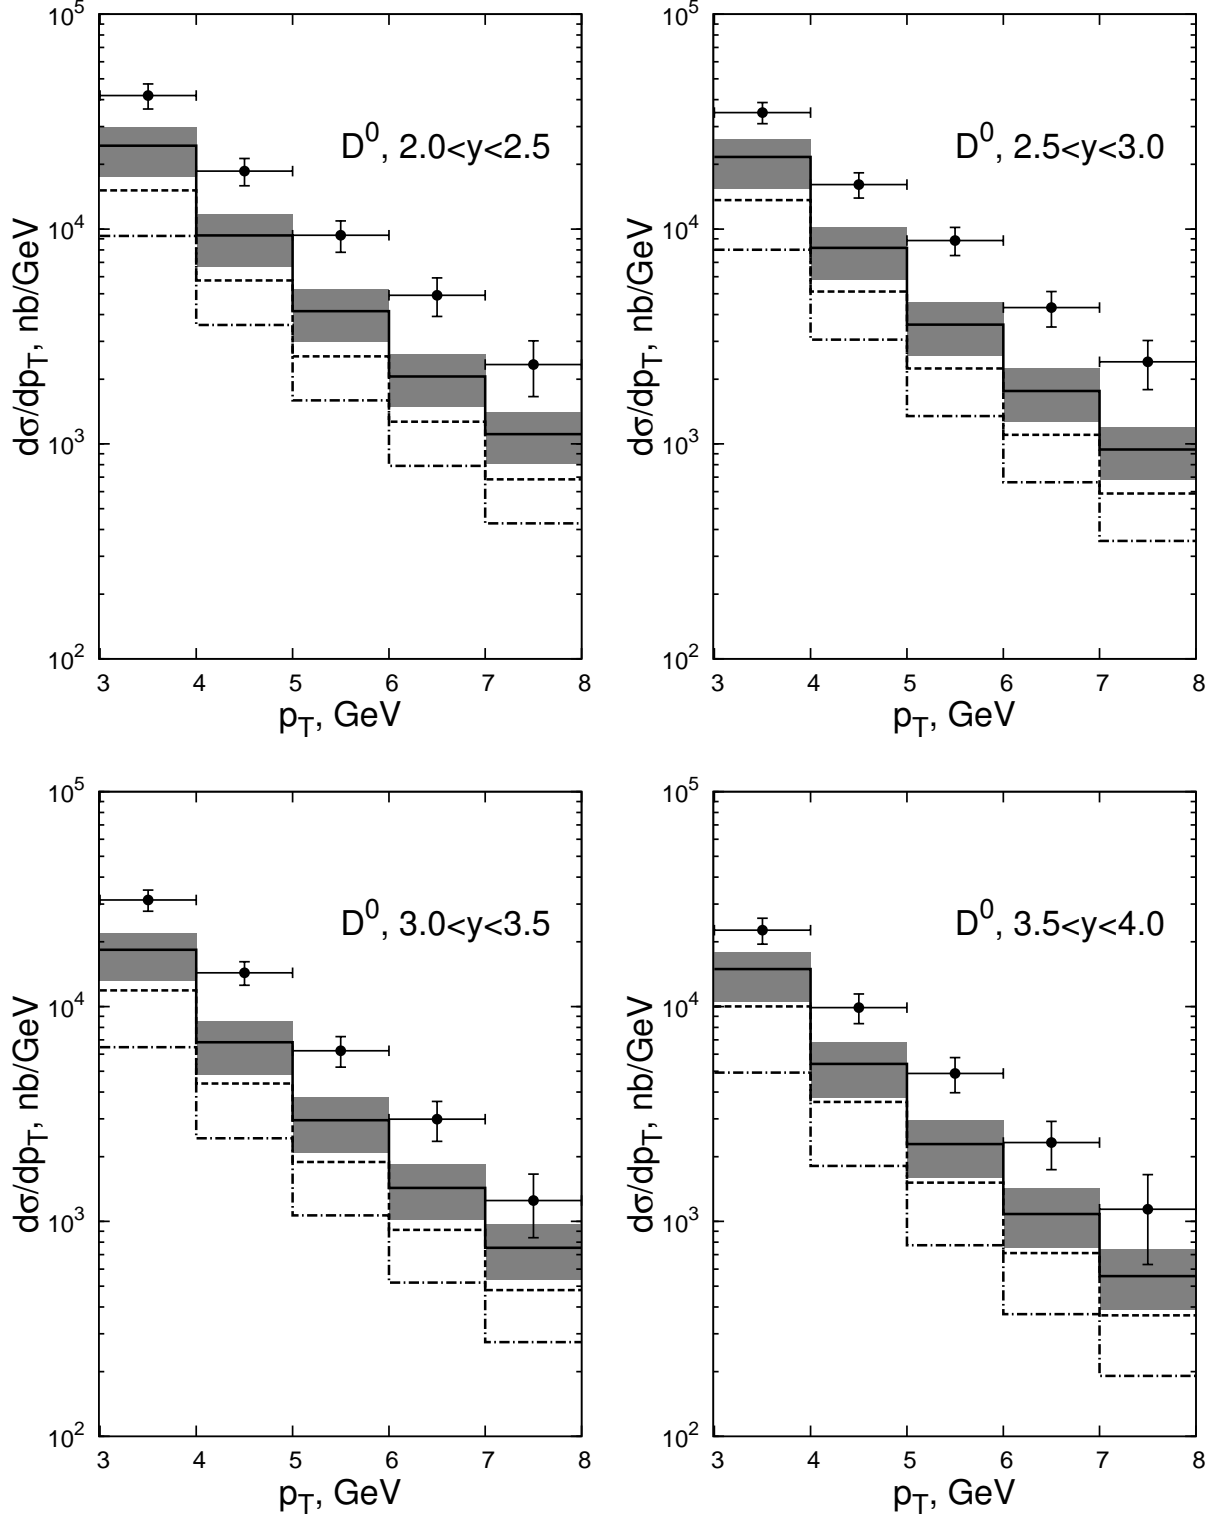 10^5
10^4
10^3
10^2
dσ/dp_T, nb/GeV
D^0, 2.0<y<2.5
3 4 5 6 7 8
p_T, GeV
10^5
10^4
10^3
10^2
dσ/dp_T, nb/GeV
D^0, 2.5<y<3.0
3 4 5 6 7 8
p_T, GeV
10^5
10^4
10^3
10^2
dσ/dp_T, nb/GeV
D^0, 3.0<y<3.5
3 4 5 6 7 8
p_T, GeV
10^5
10^4
10^3
10^2
dσ/dp_T, nb/GeV
D^0, 3.5<y<4.0
3 4 5 6 7 8
p_T, GeV